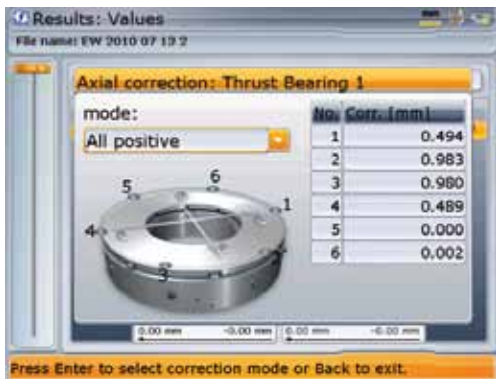 Results: Values
File name: EW 2010 07 13 2
Axial correction: Thrust Bearing 1
mode:
All positive
No. Corr. [mm]
1 0.494
2 0.983
3 0.980
4 0.489
5 0.000
6 0.002
6
5
1
4
3
0.00 mm -0.00 mm 0.00 mm -0.00 mm
Press Enter to select correction mode or Back to exit.